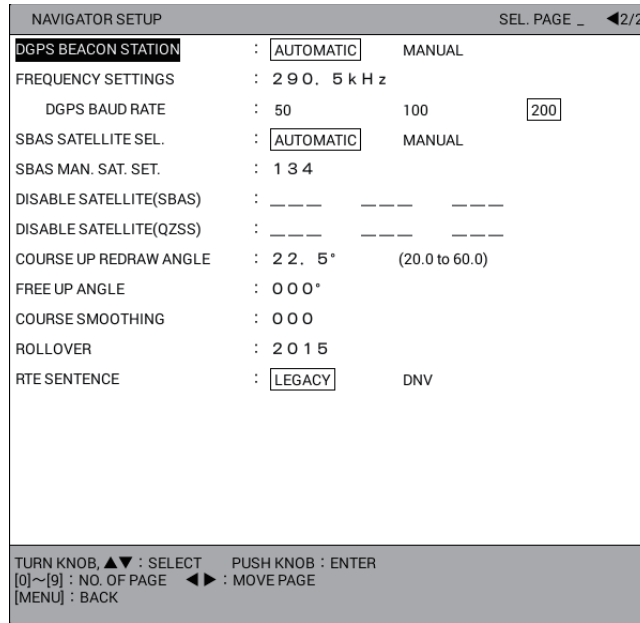 NAVIGATOR SETUP SEL. PAGE _ ◀2/2
DGPS BEACON STATION : AUTOMATIC MANUAL
FREQUENCY SETTINGS : 290. 5kHz
DGPS BAUD RATE : 50 100 200
SBAS SATELLITE SEL. : AUTOMATIC MANUAL
SBAS MAN. SAT. SET. : 134
DISABLE SATELLITE(SBAS) : ___ ___ ___
DISABLE SATELLITE(QZSS) : ___ ___ ___
COURSE UP REDRAW ANGLE : 22. 5° (20.0 to 60.0)
FREE UP ANGLE : 000°
COURSE SMOOTHING : 000
ROLLOVER : 2015
RTE SENTENCE : LEGACY DNV
TURN KNOB, ▲▼ : SELECT PUSH KNOB : ENTER
[0]~[9] : NO. OF PAGE ◀ ▶ : MOVE PAGE
[MENU] : BACK